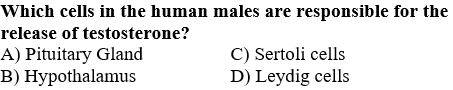 Which cells in the human males are responsible for the
release of testosterone?
A) Pituitary Gland C) Sertoli cells
B) Hypothalamus D) Leydig cells